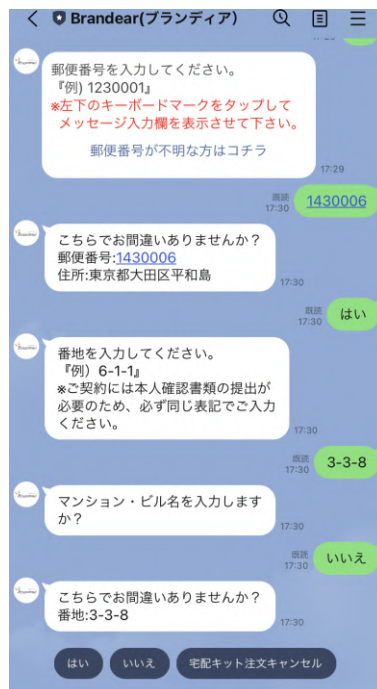 Brandear(ブランディア)
郵便番号を入力してください。
『例) 1230001』
※左下のキーボードマークをタップして
メッセージ入力欄を表示させて下さい。
郵便番号が不明な方はコチラ
17:29
既読
17:30
1430006
こちらでお間違いありませんか?
郵便番号:1430006
住所:東京都大田区平和島
17:30
既読
17:30
はい
番地を入力してください。
『例）6-1-1』
※ご契約には本人確認書類の提出が
必要のため、必ず同じ表記でご入力
ください。
17:30
既読
17:30
3-3-8
マンション・ビル名を入力します
か？
17:30
既読
17:30
いいえ
こちらでお間違いありませんか？
番地:3-3-8
17:30
はい
いいえ
宅配キット注文キャンセル